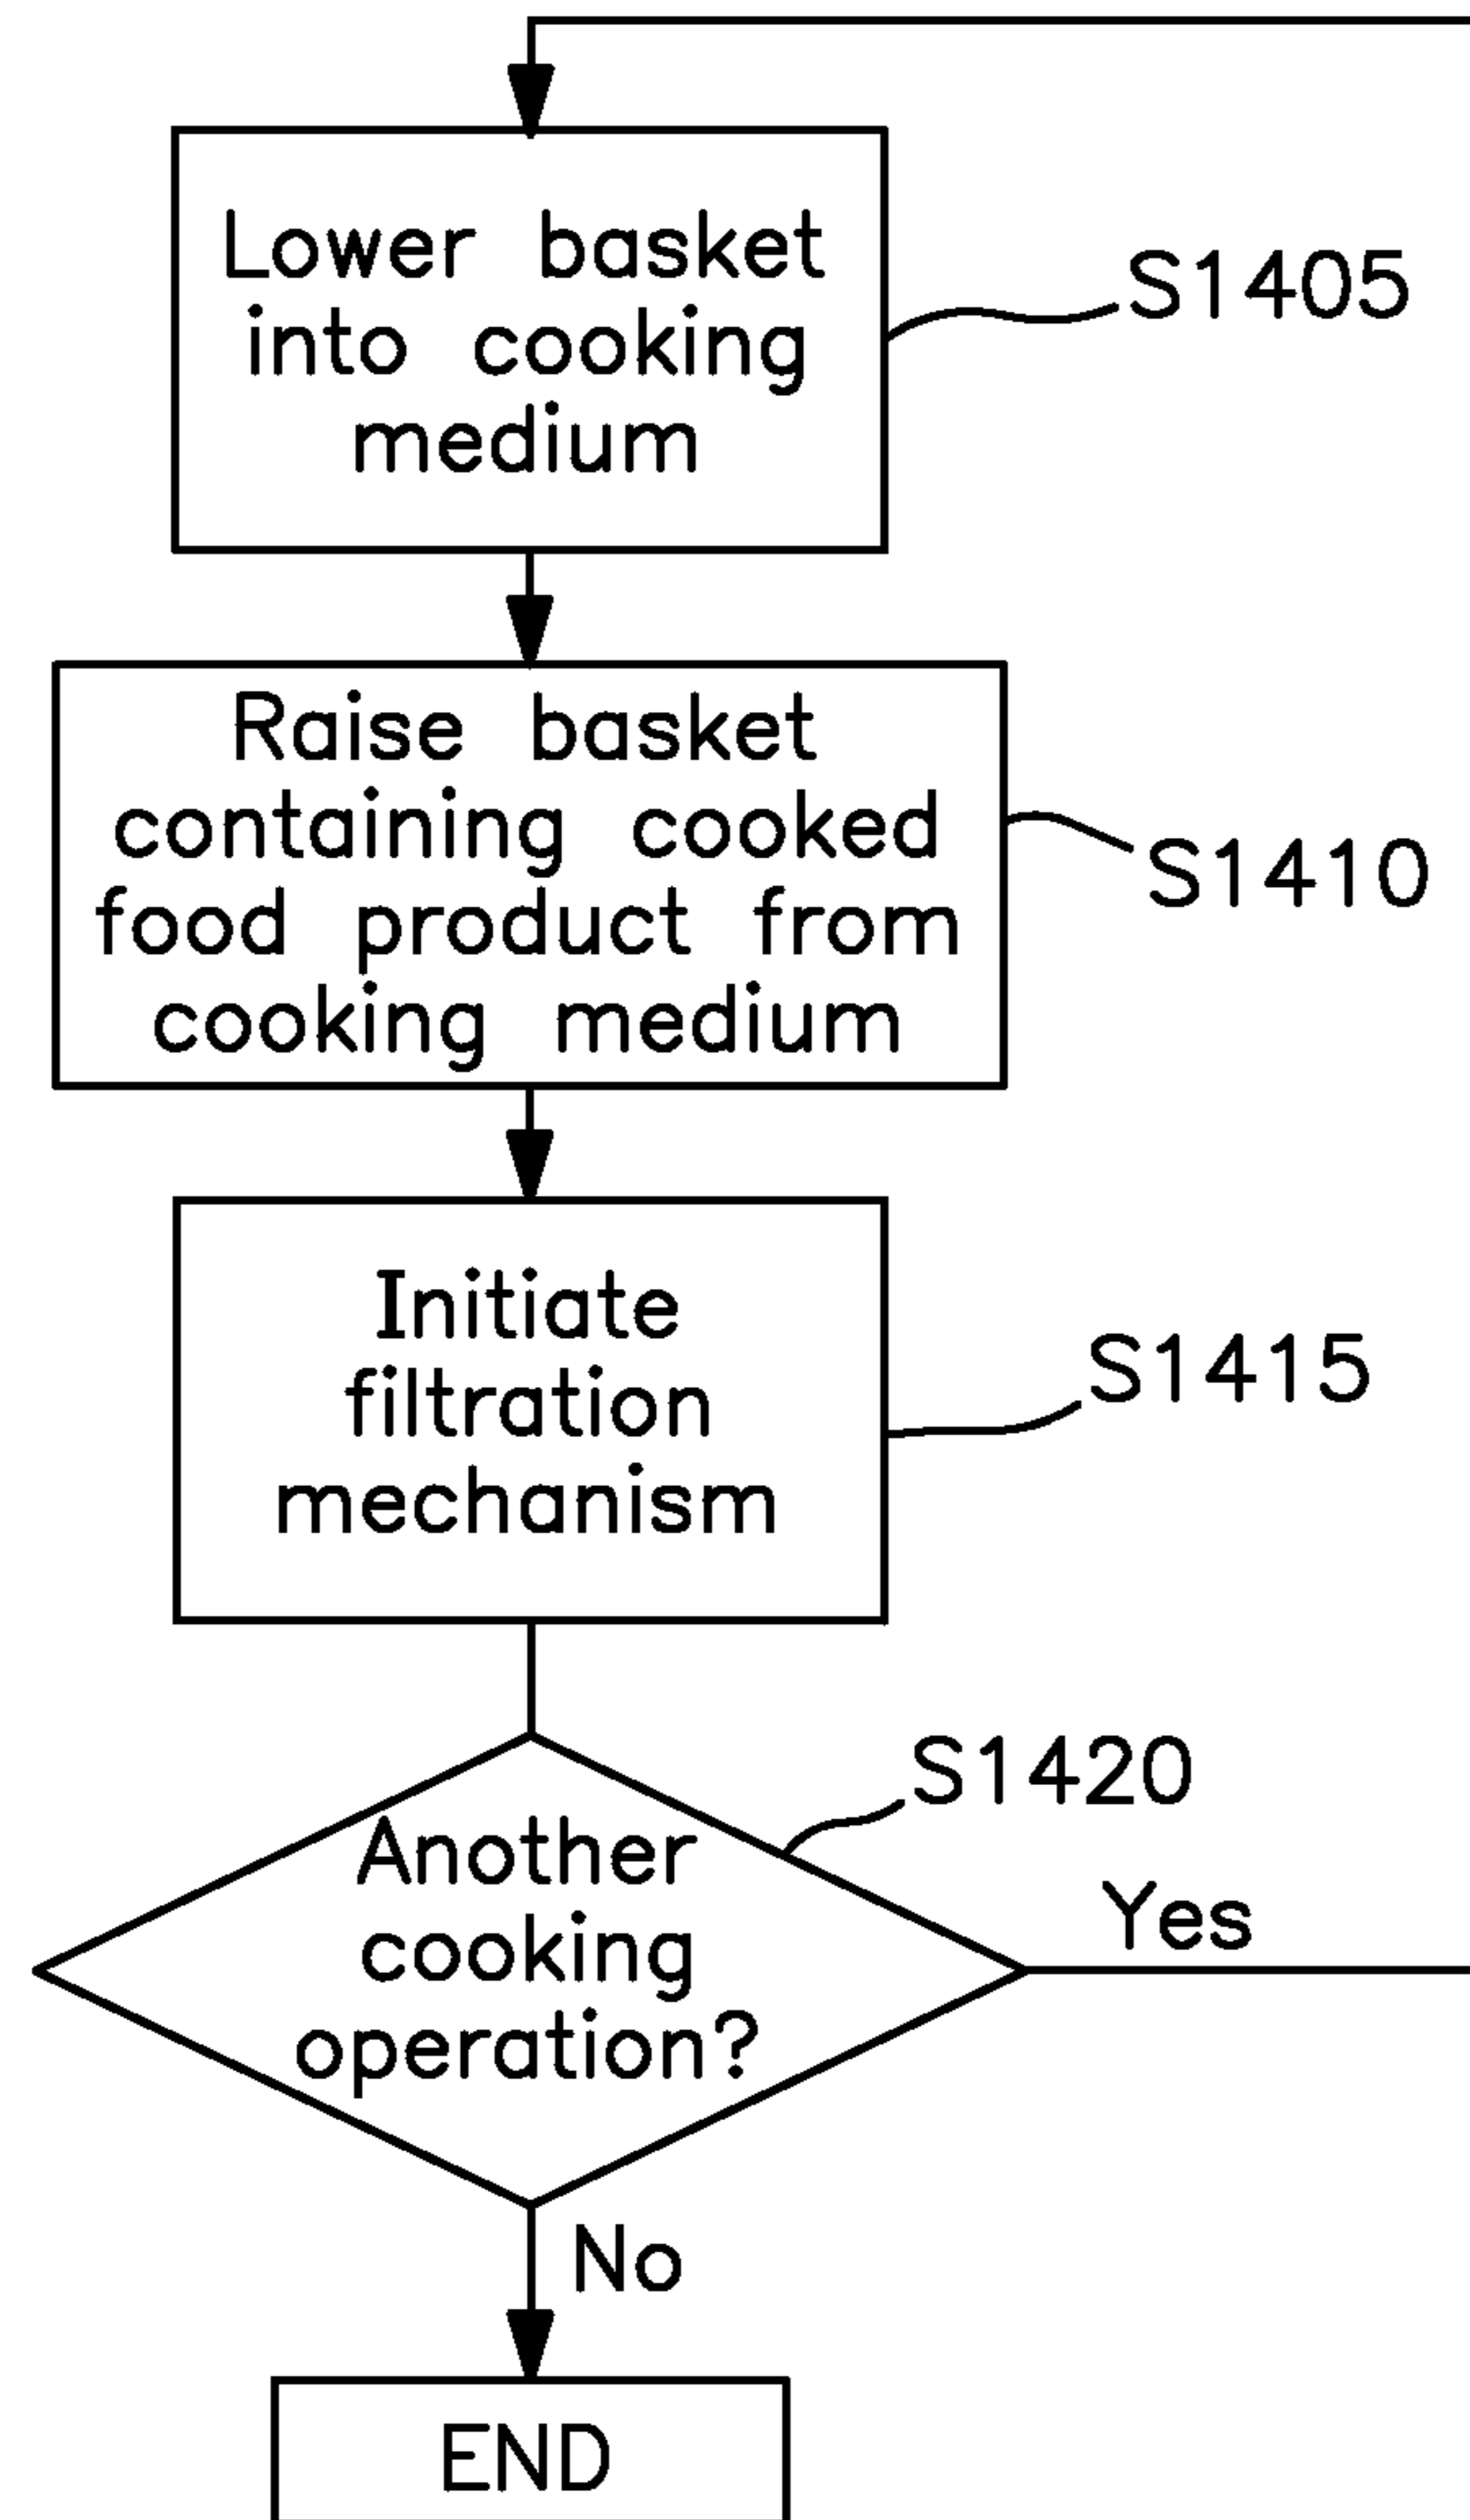 Lower basket
into cooking
medium
S1405
Raise basket
containing cooked
food product from
cooking medium
S1410
Initiate
filtration
mechanism
S1415
S1420
Another
cooking
operation?
Yes
No
END